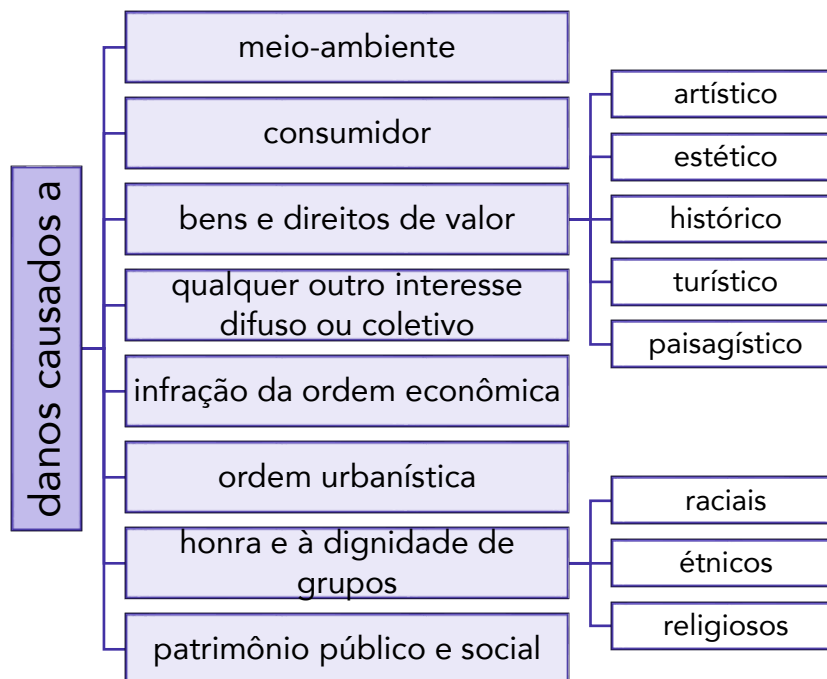 danos causados a
meio-ambiente
consumidor
bens e direitos de valor
artístico
estético
histórico
turístico
paisagístico
qualquer outro interesse
difuso ou coletivo
infração da ordem econômica
ordem urbanística
honra e à dignidade de
grupos
raciais
étnicos
religiosos
patrimônio público e social